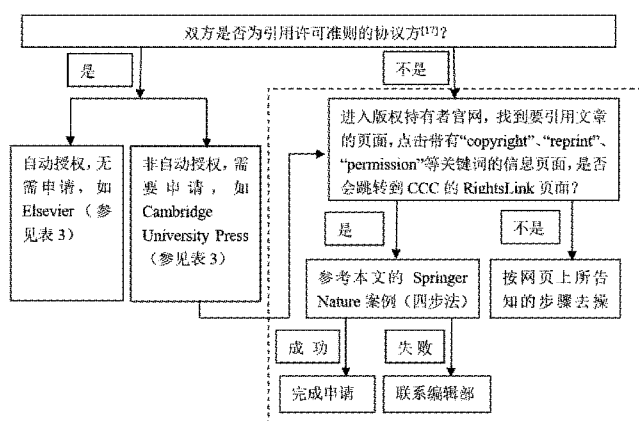 双方是否为引用许可准则的协议方[17]?
是
不是
进入版权持有者官网,找到要引用文章
的页面,点击带有“copyright”、“reprint”、
“permission”等关键词的信息页面,是否
会跳转到 CCC 的 RightsLink 页面?
自动授权,无
需申请,如
Elsevier(参
见表 3)
非自动授权,需
要申请,如
Cambridge
University Press
(参见表 3)
是
不是
参考本文的 Springer
Nature 案例(四步法)
按网页上所告
知的步骤去操
成 功
失 败
完成申请
联系编辑部